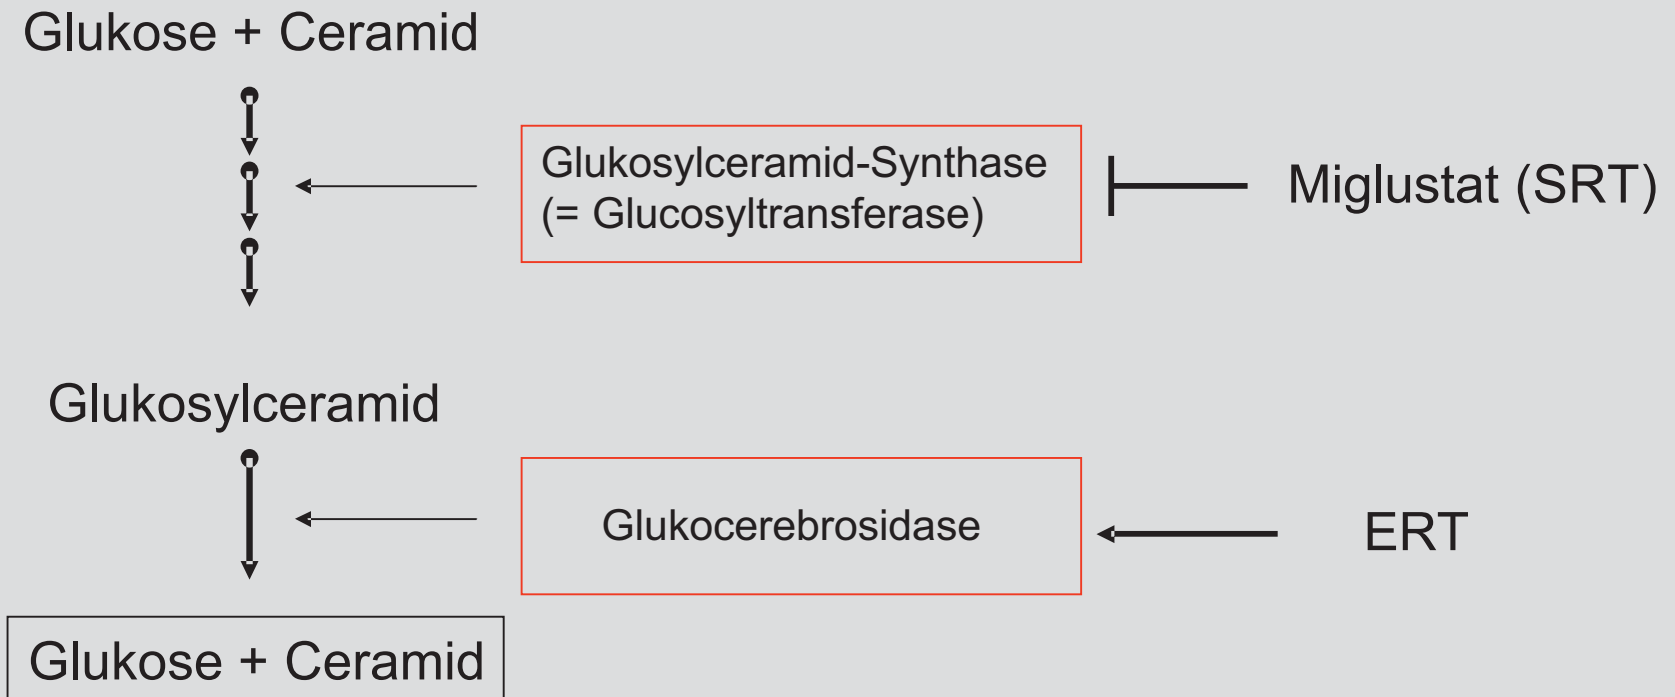 Glukose + Ceramid
Glukosylceramid-Synthase
(= Glucosyltransferase)
Miglustat (SRT)
Glukosylceramid
Glukocerebrosidase
ERT
Glukose + Ceramid